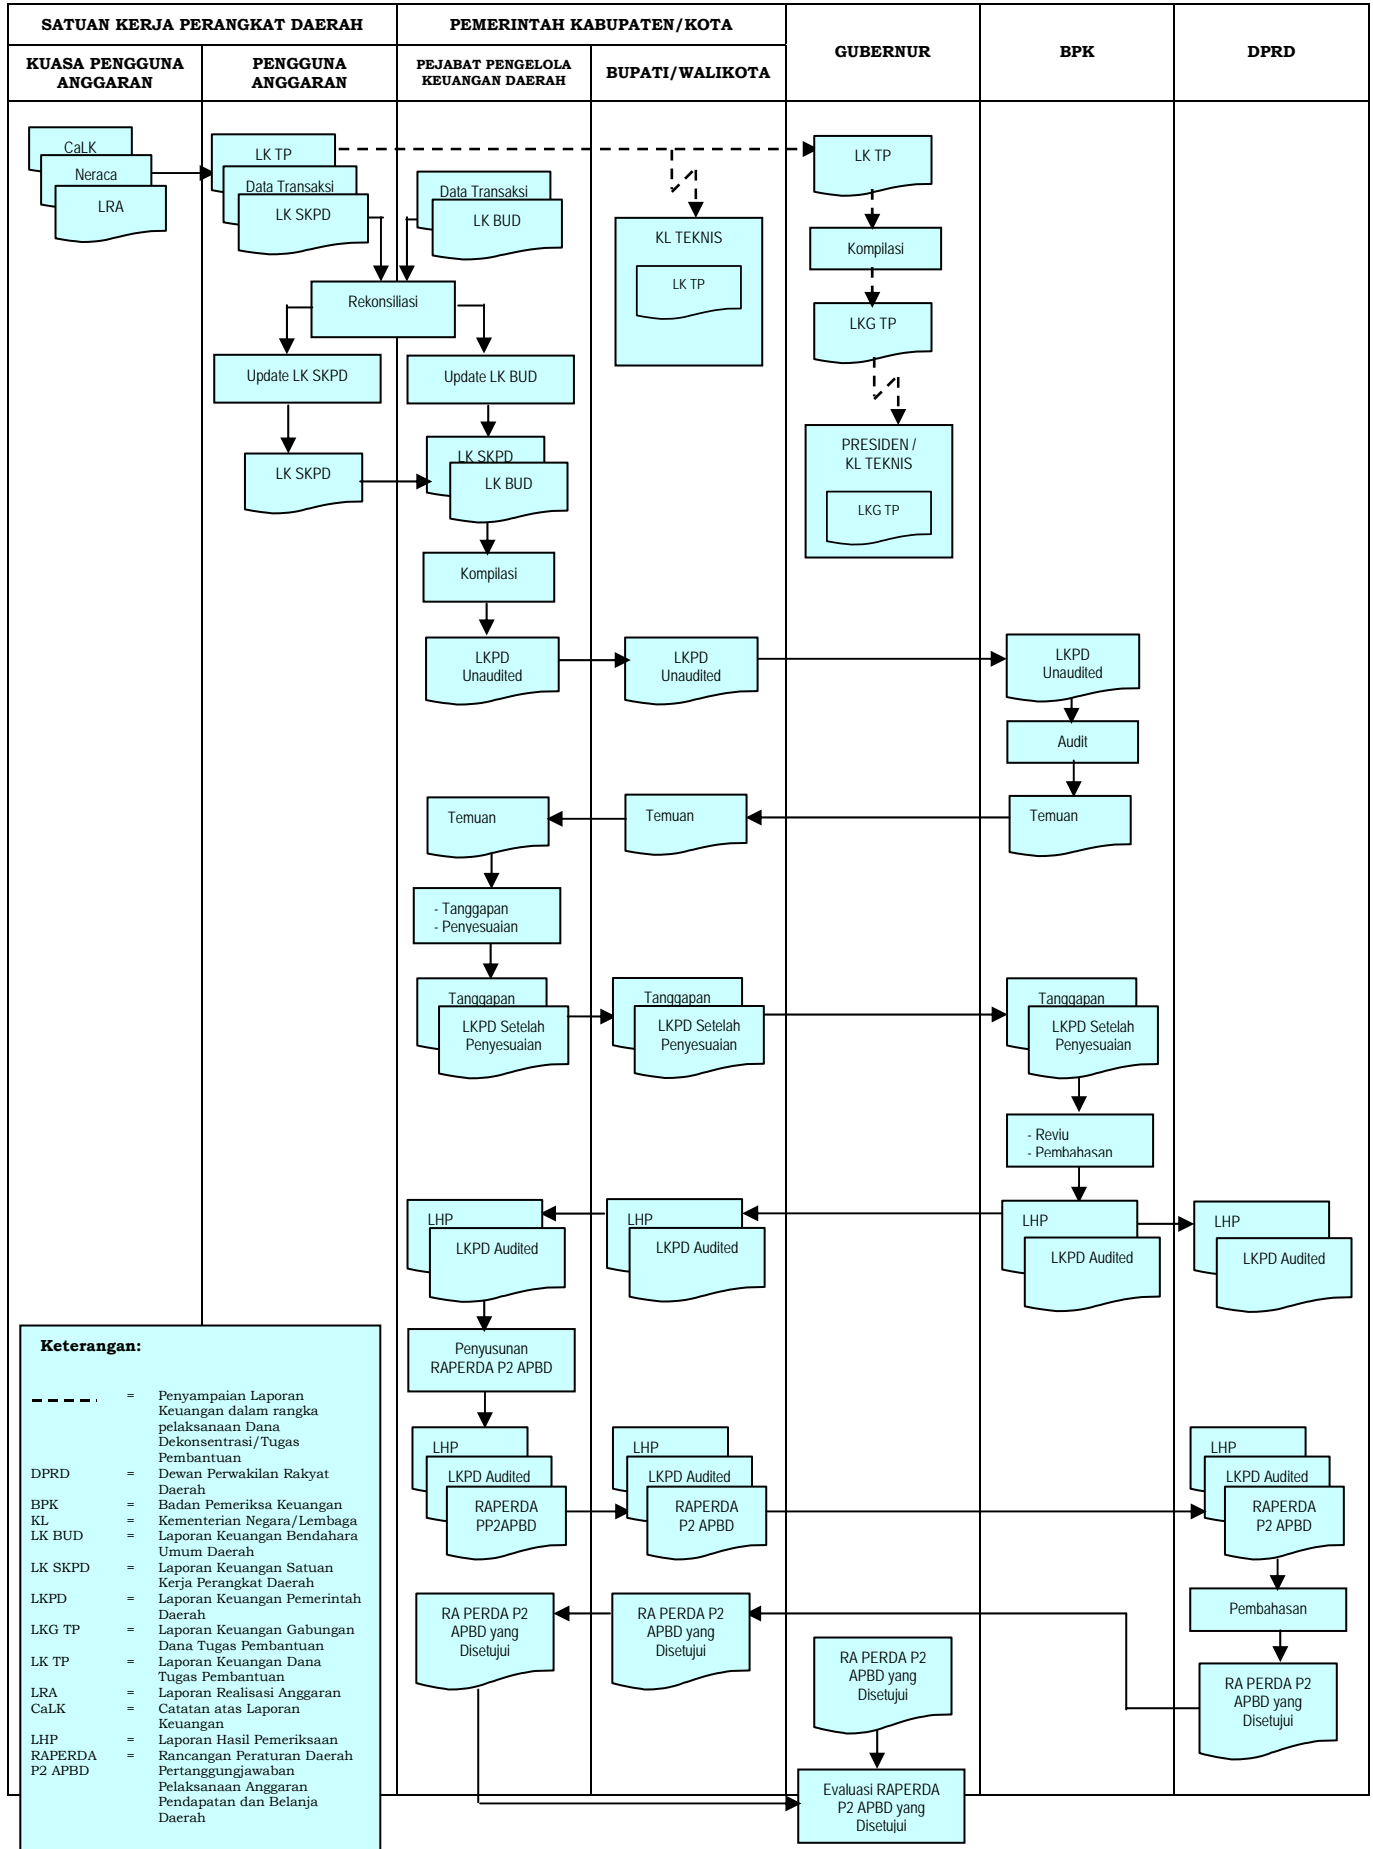 SATUAN KERJA PERANGKAT DAERAH
PEMERINTAH KABUPATEN/KOTA
GUBERNUR
BPK
DPRD
KUASA PENGGUNA
ANGGARAN
PENGGUNA
ANGGARAN
PEJABAT PENGELOLA
KEUANGAN DAERAH
BUPATI/WALIKOTA
CaLK
Neraca
LRA
LK TP
Data Transaksi
LK SKPD
Data Transaksi
LK BUD
KL TEKNIS
LK TP
LK TP
Kompilasi
LKG TP
PRESIDEN /
KL TEKNIS
LKG TP
Rekonsiliasi
Update LK SKPD
Update LK BUD
LK SKPD
LK SKPD
LK BUD
Kompilasi
LKPD
Unaudited
LKPD
Unaudited
LKPD
Unaudited
Audit
Temuan
Temuan
Temuan
- Tanggapan
- Penyesuaian
Tanggapan
LKPD Setelah
Penyesuaian
Tanggapan
LKPD Setelah
Penyesuaian
Tanggapan
LKPD Setelah
Penyesuaian
- Reviu
- Pembahasan
LHP
LKPD Audited
LHP
LKPD Audited
LHP
LKPD Audited
LHP
LKPD Audited
Penyusunan
RAPERDA P2 APBD
LHP
LKPD Audited
RAPERDA
PP2APBD
LHP
LKPD Audited
RAPERDA
P2 APBD
LHP
LKPD Audited
RAPERDA
P2 APBD
Pembahasan
RA PERDA P2
APBD yang
Disetujui
RA PERDA P2
APBD yang
Disetujui
RA PERDA P2
APBD yang
Disetujui
RA PERDA P2
APBD yang
Disetujui
Evaluasi RAPERDA
P2 APBD yang
Disetujui
Keterangan:
= Penyampaian Laporan
Keuangan dalam rangka
pelaksanaan Dana
Dekonsentrasi/Tugas
Pembantuan
DPRD = Dewan Perwakilan Rakyat
Daerah
BPK = Badan Pemeriksa Keuangan
KL = Kementerian Negara/Lembaga
LK BUD = Laporan Keuangan Bendahara
Umum Daerah
LK SKPD = Laporan Keuangan Satuan
Kerja Perangkat Daerah
LKPD = Laporan Keuangan Pemerintah
Daerah
LKG TP = Laporan Keuangan Gabungan
Dana Tugas Pembantuan
LK TP = Laporan Keuangan Dana
Tugas Pembantuan
LRA = Laporan Realisasi Anggaran
CaLK = Catatan atas Laporan
Keuangan
LHP = Laporan Hasil Pemeriksaan
RAPERDA = Rancangan Peraturan Daerah
P2 APBD Pertanggungjawaban
Pelaksanaan Anggaran
Pendapatan dan Belanja
Daerah